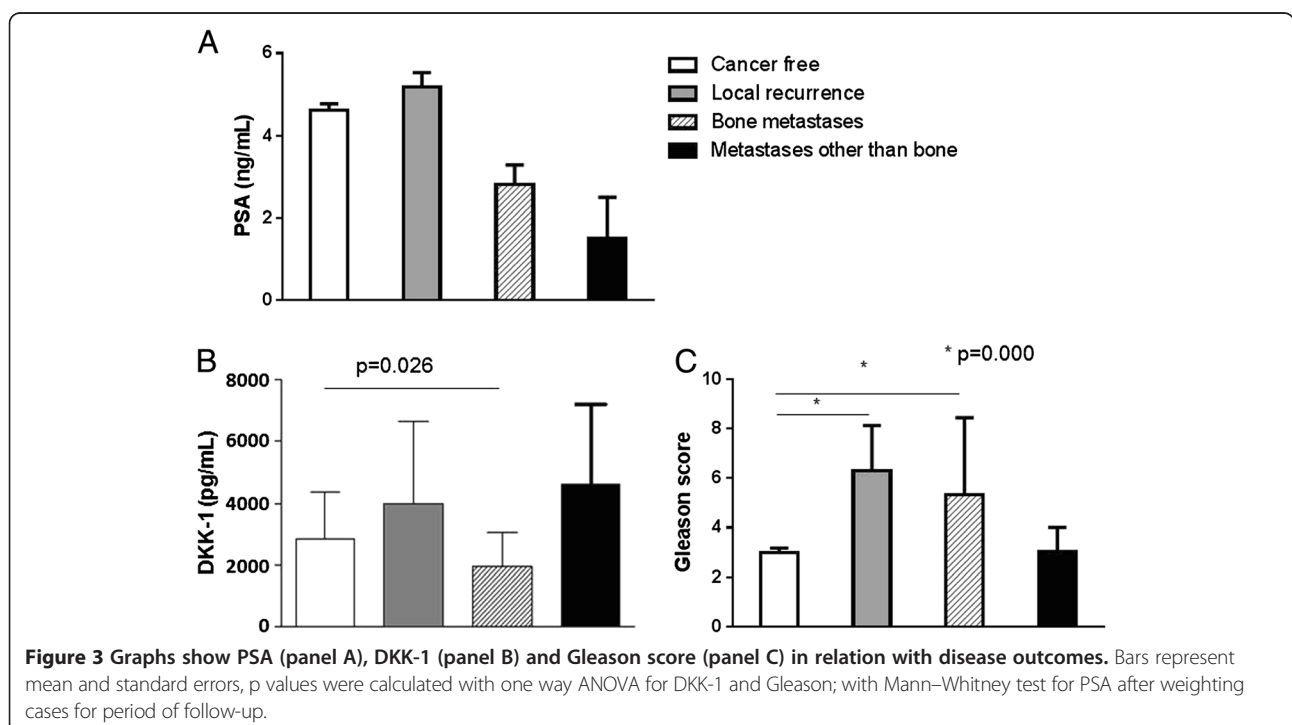 A
6
4
2
0
PSA (ng/mL)
Cancer free
Local recurrence
Bone metastases
Metastases other than bone
B
p=0.026
8000
6000
4000
2000
0
DKK-1 (pg/mL)
C
* p=0.000
*
*
10
8
6
4
2
0
Gleason score
Figure 3 Graphs show PSA (panel A), DKK-1 (panel B) and Gleason score (panel C) in relation with disease outcomes. Bars represent
mean and standard errors, p values were calculated with one way ANOVA for DKK-1 and Gleason; with Mann–Whitney test for PSA after weighting
cases for period of follow-up.